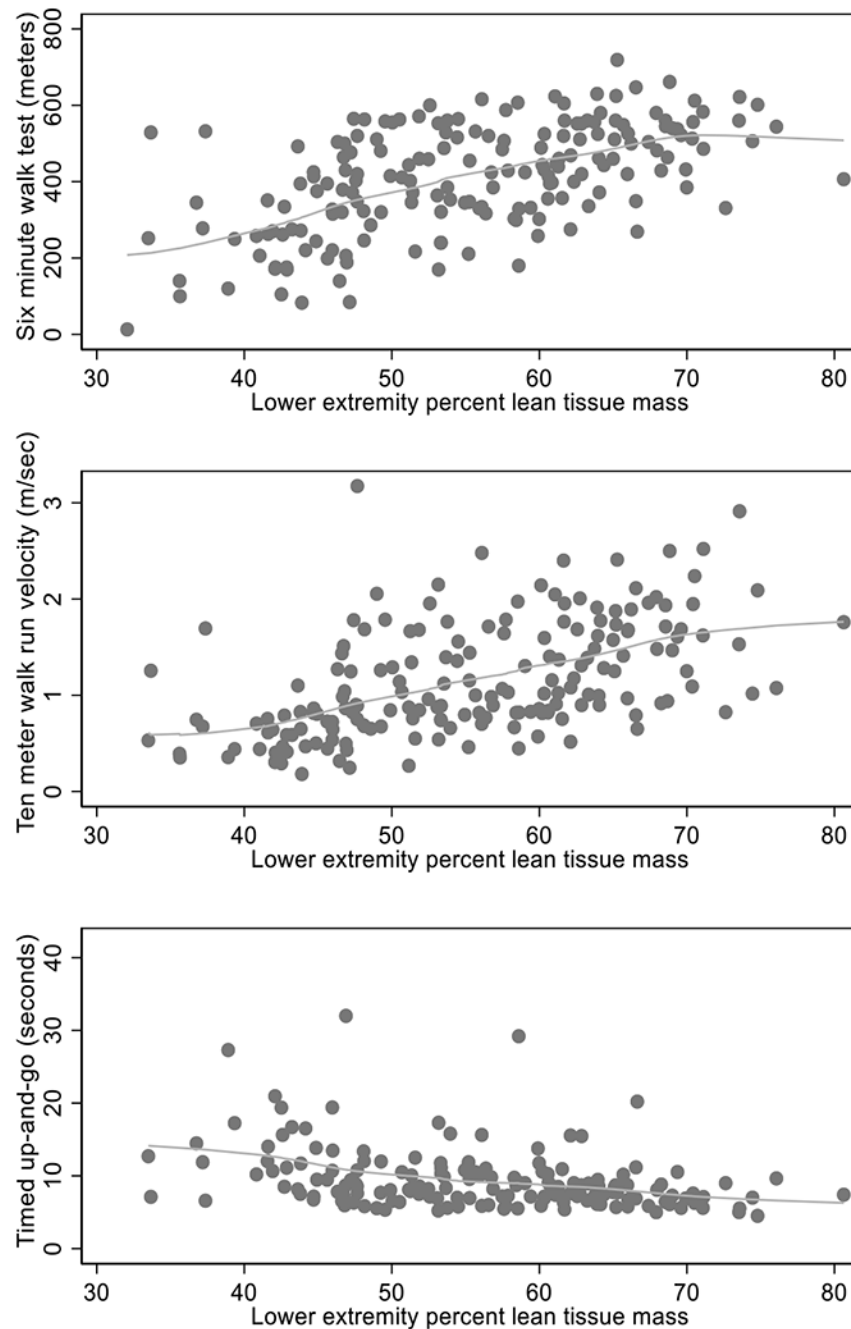 Six minute walk test (meters)
800
600
400
200
0
30 40 50 60 70 80
Lower extremity percent lean tissue mass
Ten meter walk run velocity (m/sec)
3
2
1
0
30 40 50 60 70 80
Lower extremity percent lean tissue mass
Timed up-and-go (seconds)
40
30
20
10
0
30 40 50 60 70 80
Lower extremity percent lean tissue mass